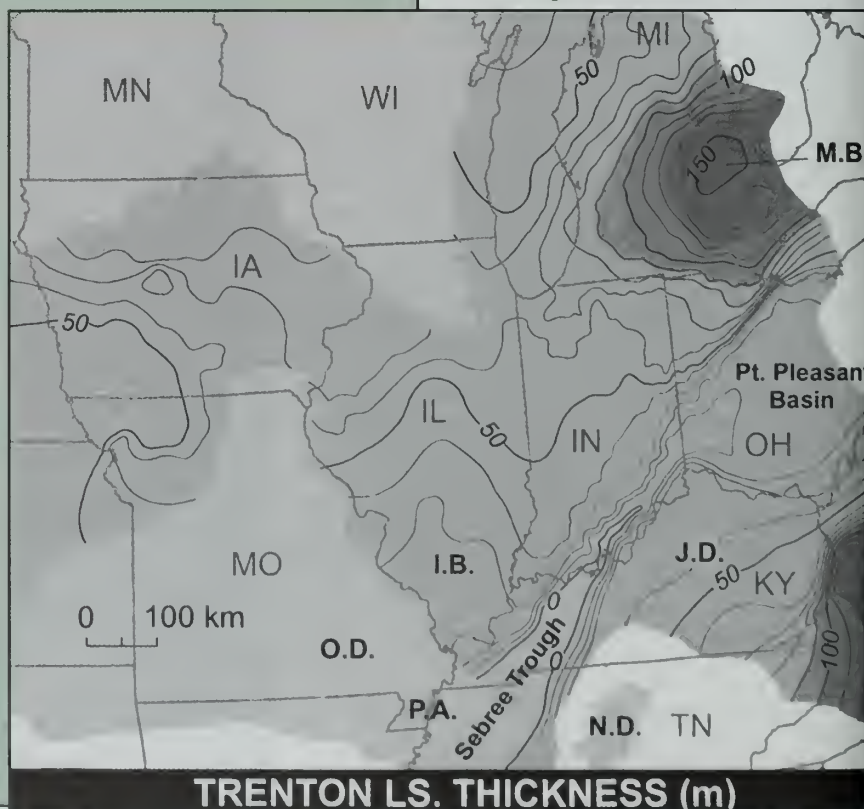 MI
50
100
MN
WI
150
M.B
IA
50
Pt. Pleasan
Basin
IL
50
IN
OH
MO
I.B.
J.D.
50
KY
0
0 100 km
O.D.
Sebree Trough
0
100
P.A.
N.D.
TN
TRENTON LS. THICKNESS (m)